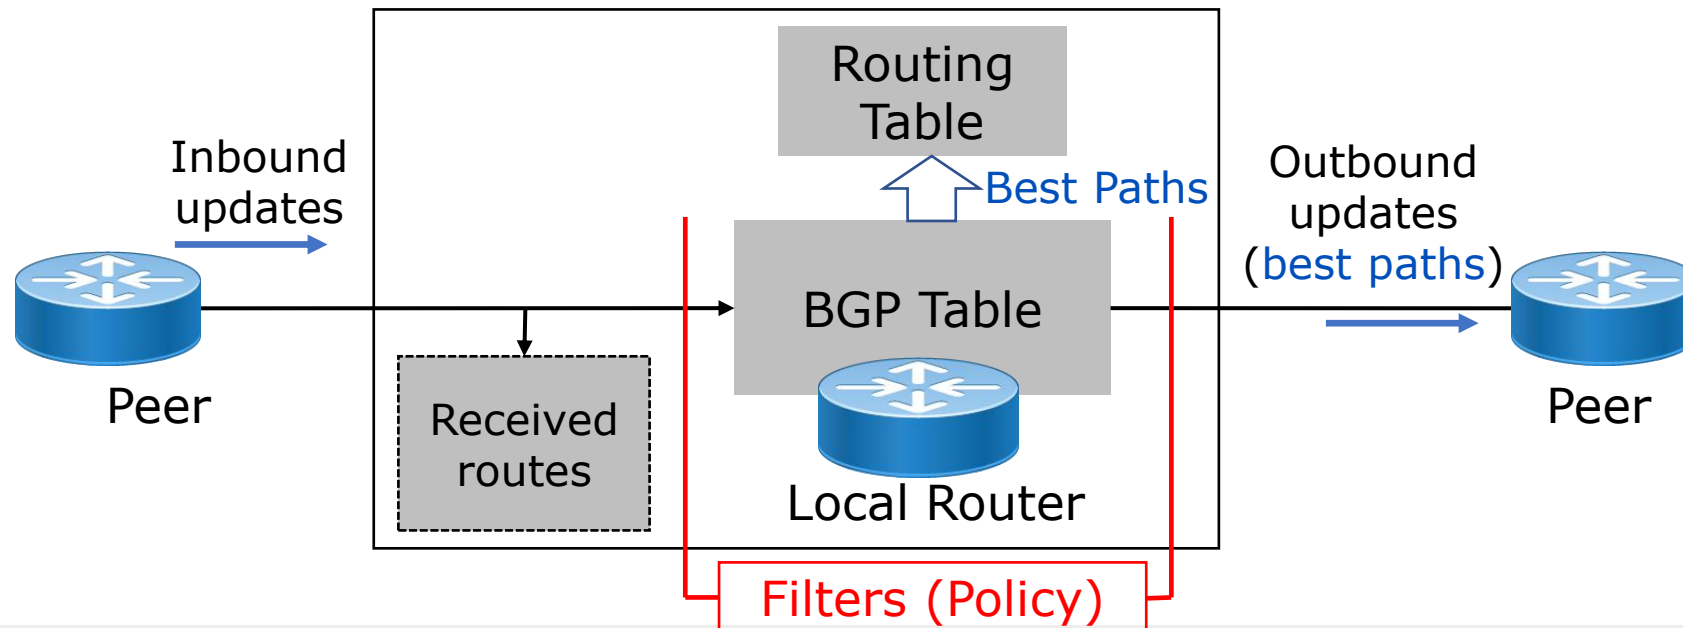 Routing
Table
Inbound
updates
Best Paths
Outbound
updates
(best paths)
BGP Table
Peer
Received
routes
Local Router
Peer
Filters (Policy)